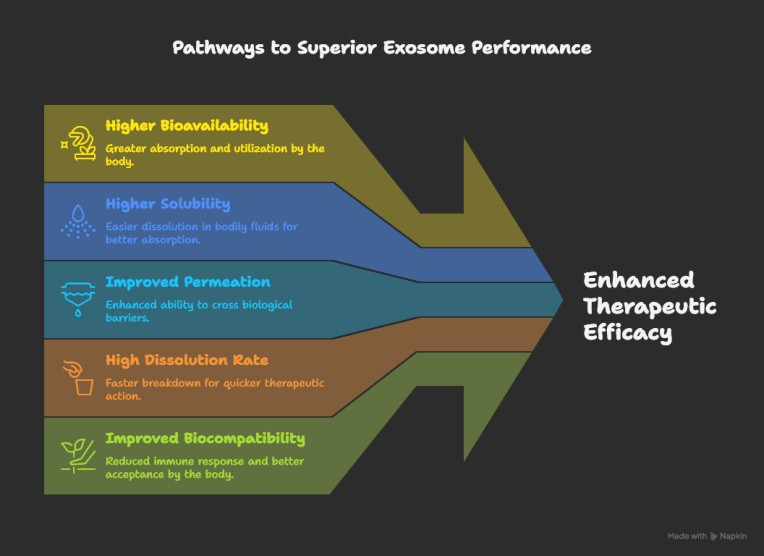 Pathways to Superior Exosome Performance
Higher Bioavailability
Greater absorption and utilization by the
body.
Higher Solubility
Easier dissolution in bodily fluids for
better absorption.
Improved Permeation
Enhanced ability to cross biological
barriers.
High Dissolution Rate
Faster breakdown for quicker therapeutic
action.
Improved Biocompatibility
Reduced immune response and better
acceptance by the body.
Enhanced
Therapeutic
Efficacy
Made with Napkin